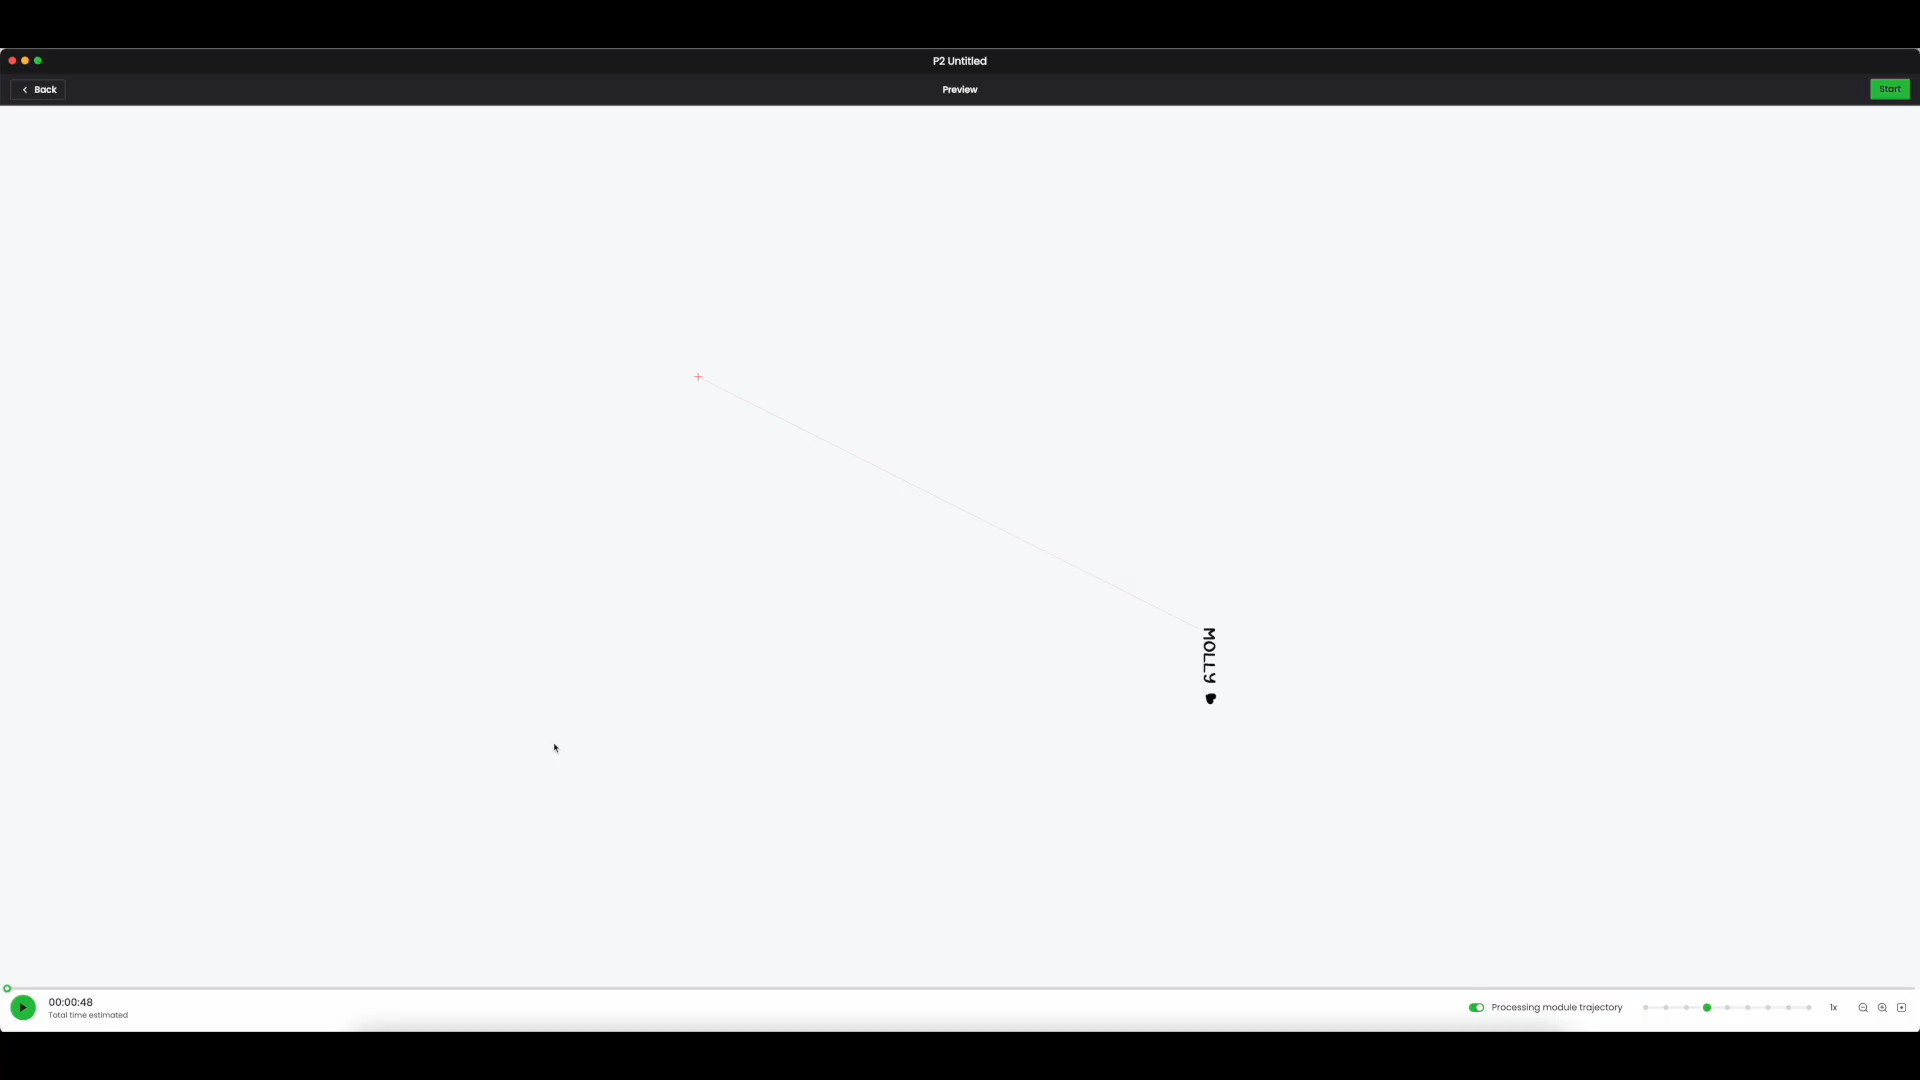 P2 Untitled
Back
Preview
Start
MOLLy
00:00:48
Total time estimated
Processing module trajectory
1x